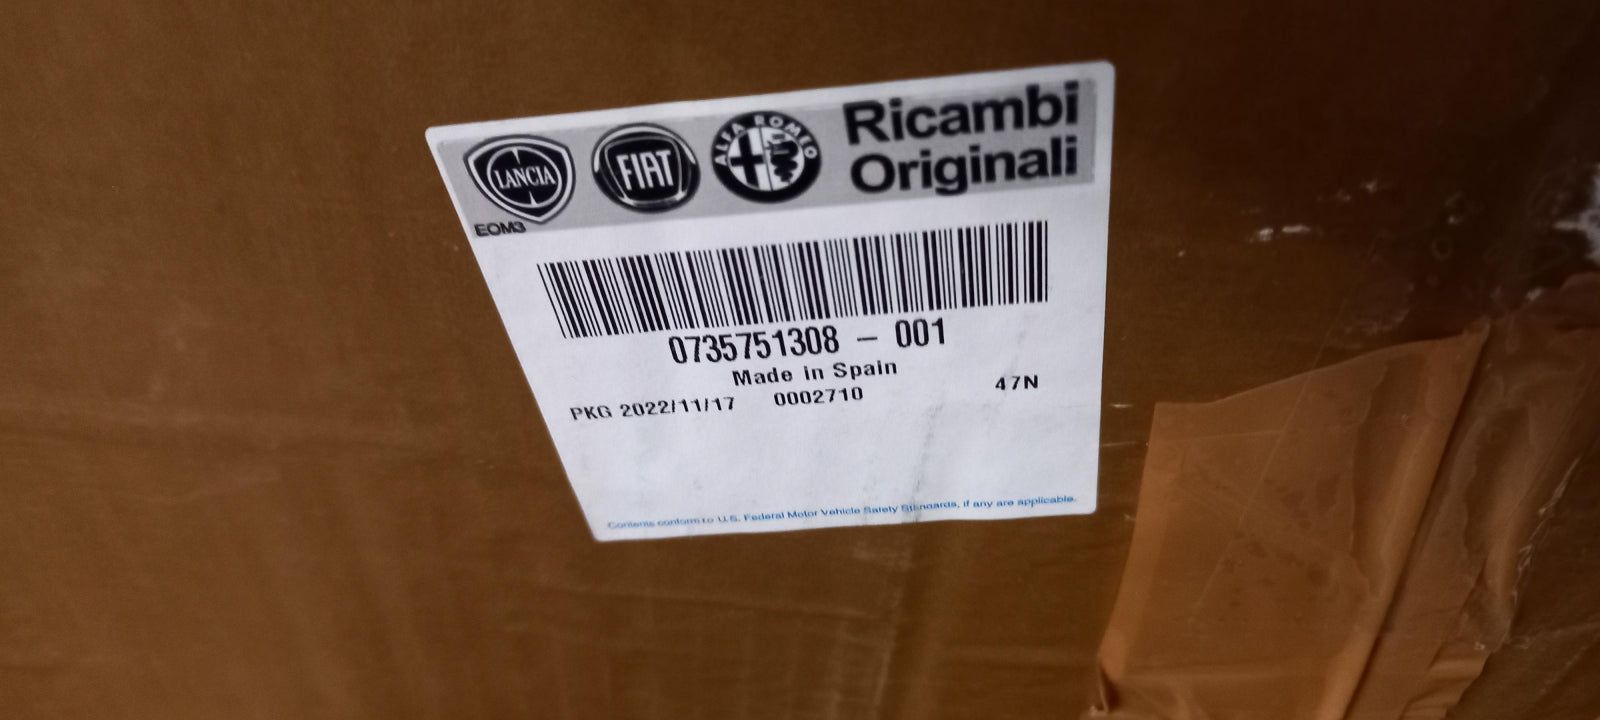 LANCIA FIAT ALFA ROMEO Ricambi
Originali
EOM3
0735751308 – 001
Made in Spain
PKG 2022/11/17 0002710 47N
Contents conform to U.S. Federal Motor Vehicle Safety Standards, if any are applicable.